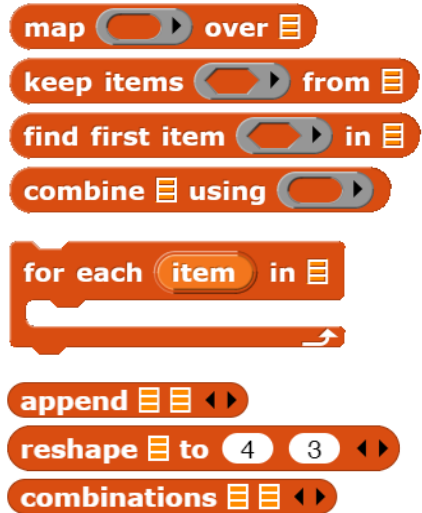 map over
keep items from
find first item in
combine using
for each item in
append
reshape to 4 3
combinations